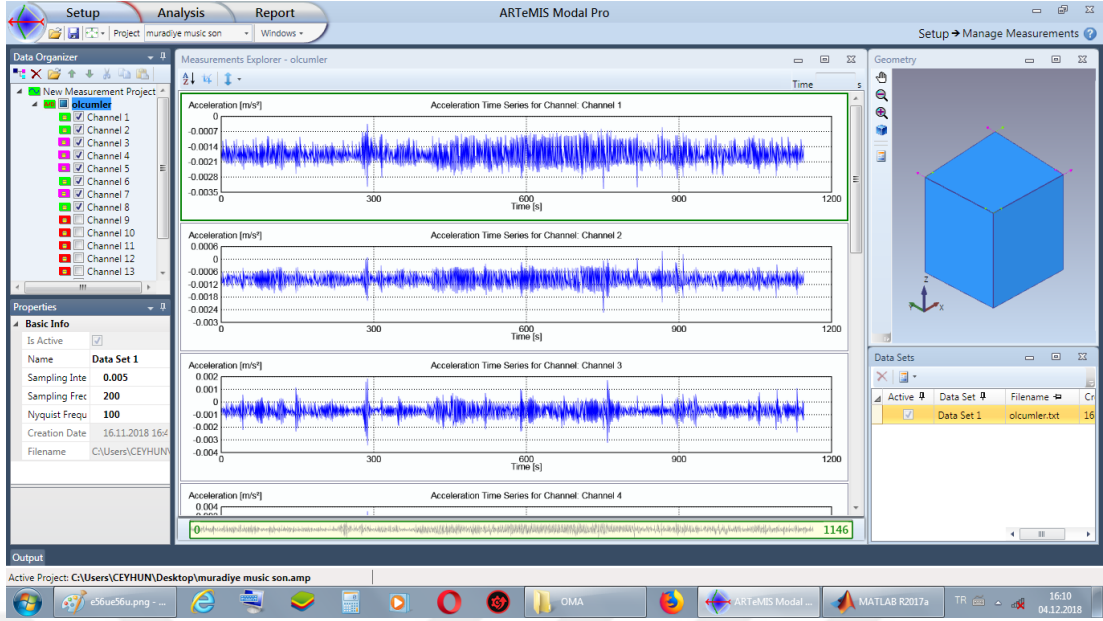 Setup Analysis Report ARTeMIS Modal Pro
Project muradiye music son Windows Setup → Manage Measurements
Data Organizer
New Measurement Project
olcumler
Channel 1
Channel 2
Channel 3
Channel 4
Channel 5
Channel 6
Channel 7
Channel 8
Channel 9
Channel 10
Channel 11
Channel 12
Channel 13
Properties
Basic Info
Is Active
Name Data Set 1
Sampling Inte 0.005
Sampling Frec 200
Nyquist Frequ 100
Creation Date 16.11.2018 16:4
Filename C:\Users\CEYHUN\
Measurements Explorer - olcumler
Time s
Acceleration [m/s²] Acceleration Time Series for Channel: Channel 1
0
-0.0007
-0.0014
-0.0021
-0.0028
-0.0035
0 300 600 900 1200
Time [s]
Acceleration [m/s²] Acceleration Time Series for Channel: Channel 2
0.0006
0
-0.0006
-0.0012
-0.0018
-0.0024
-0.003
0 300 600 900 1200
Time [s]
Acceleration [m/s²] Acceleration Time Series for Channel: Channel 3
0.002
0.001
0
-0.001
-0.002
-0.003
-0.004
0 300 600 900 1200
Time [s]
Acceleration [m/s²] Acceleration Time Series for Channel: Channel 4
0.004
0 1146
Geometry
z
x
Data Sets
Active Data Set Filename Cr
Data Set 1 olcumler.txt 16
Output
Active Project: C:\Users\CEYHUN\Desktop\muradiye music son.amp
e56ue56u.png - ... OMA ARTeMIS Modal ... MATLAB R2017a TR 16:10
04.12.2018